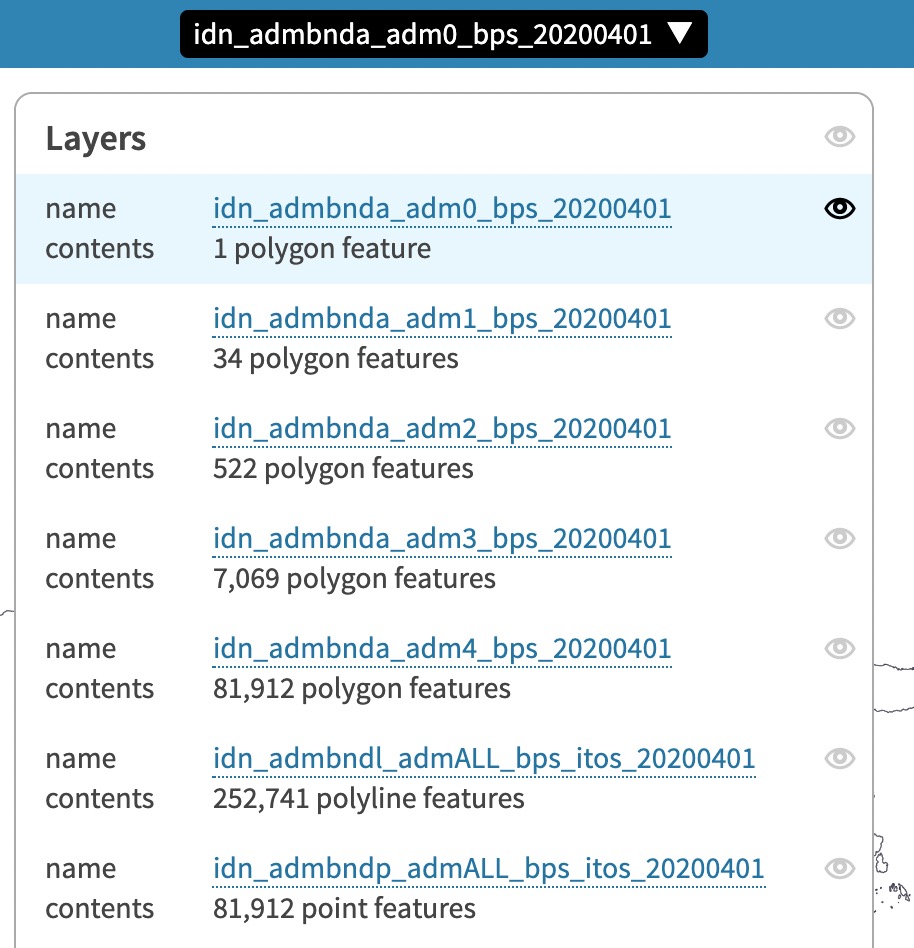 idn_admbnda_adm0_bps_20200401 ▼
Layers
name idn_admbnda_adm0_bps_20200401
contents 1 polygon feature
name idn_admbnda_adm1_bps_20200401
contents 34 polygon features
name idn_admbnda_adm2_bps_20200401
contents 522 polygon features
name idn_admbnda_adm3_bps_20200401
contents 7,069 polygon features
name idn_admbnda_adm4_bps_20200401
contents 81,912 polygon features
name idn_admbndl_admALL_bps_itos_20200401
contents 252,741 polyline features
name idn_admbndp_admALL_bps_itos_20200401
contents 81,912 point features